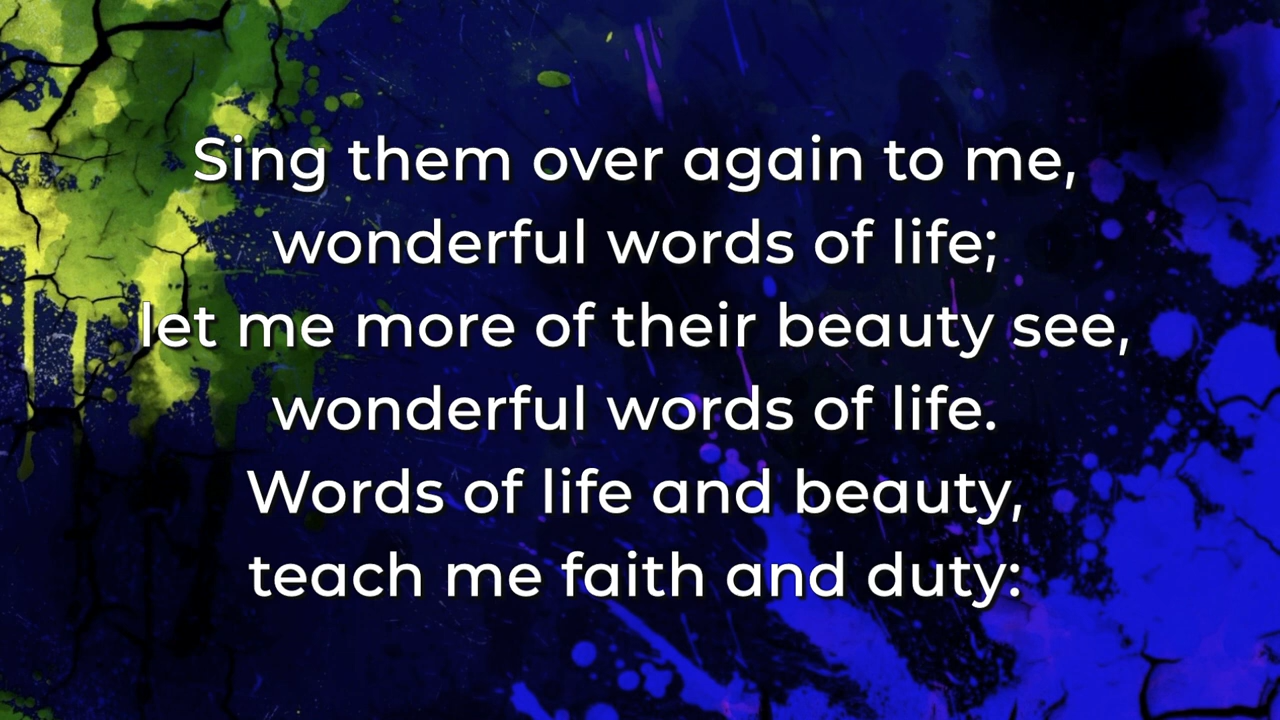 Sing them over again to me,
wonderful words of life;
let me more of their beauty see,
wonderful words of life.
Words of life and beauty,
teach me faith and duty: